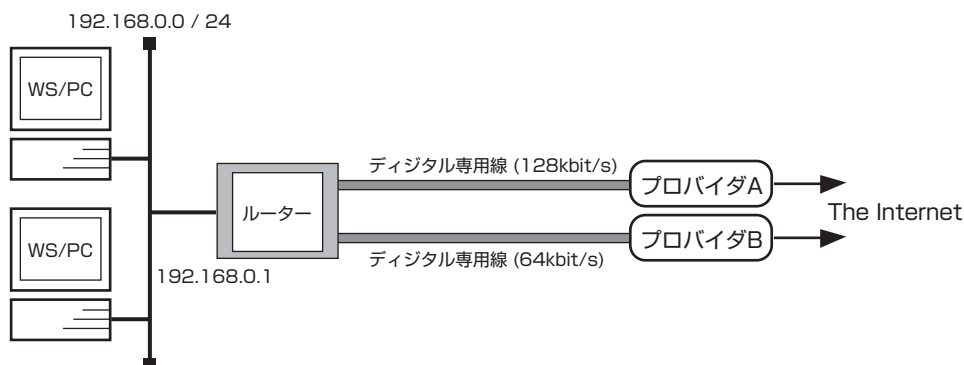 192.168.0.0 / 24
WS/PC
ディジタル専用線 (128kbit/s)
プロバイダA
ルーター
The Internet
プロバイダB
WS/PC
ディジタル専用線 (64kbit/s)
192.168.0.1